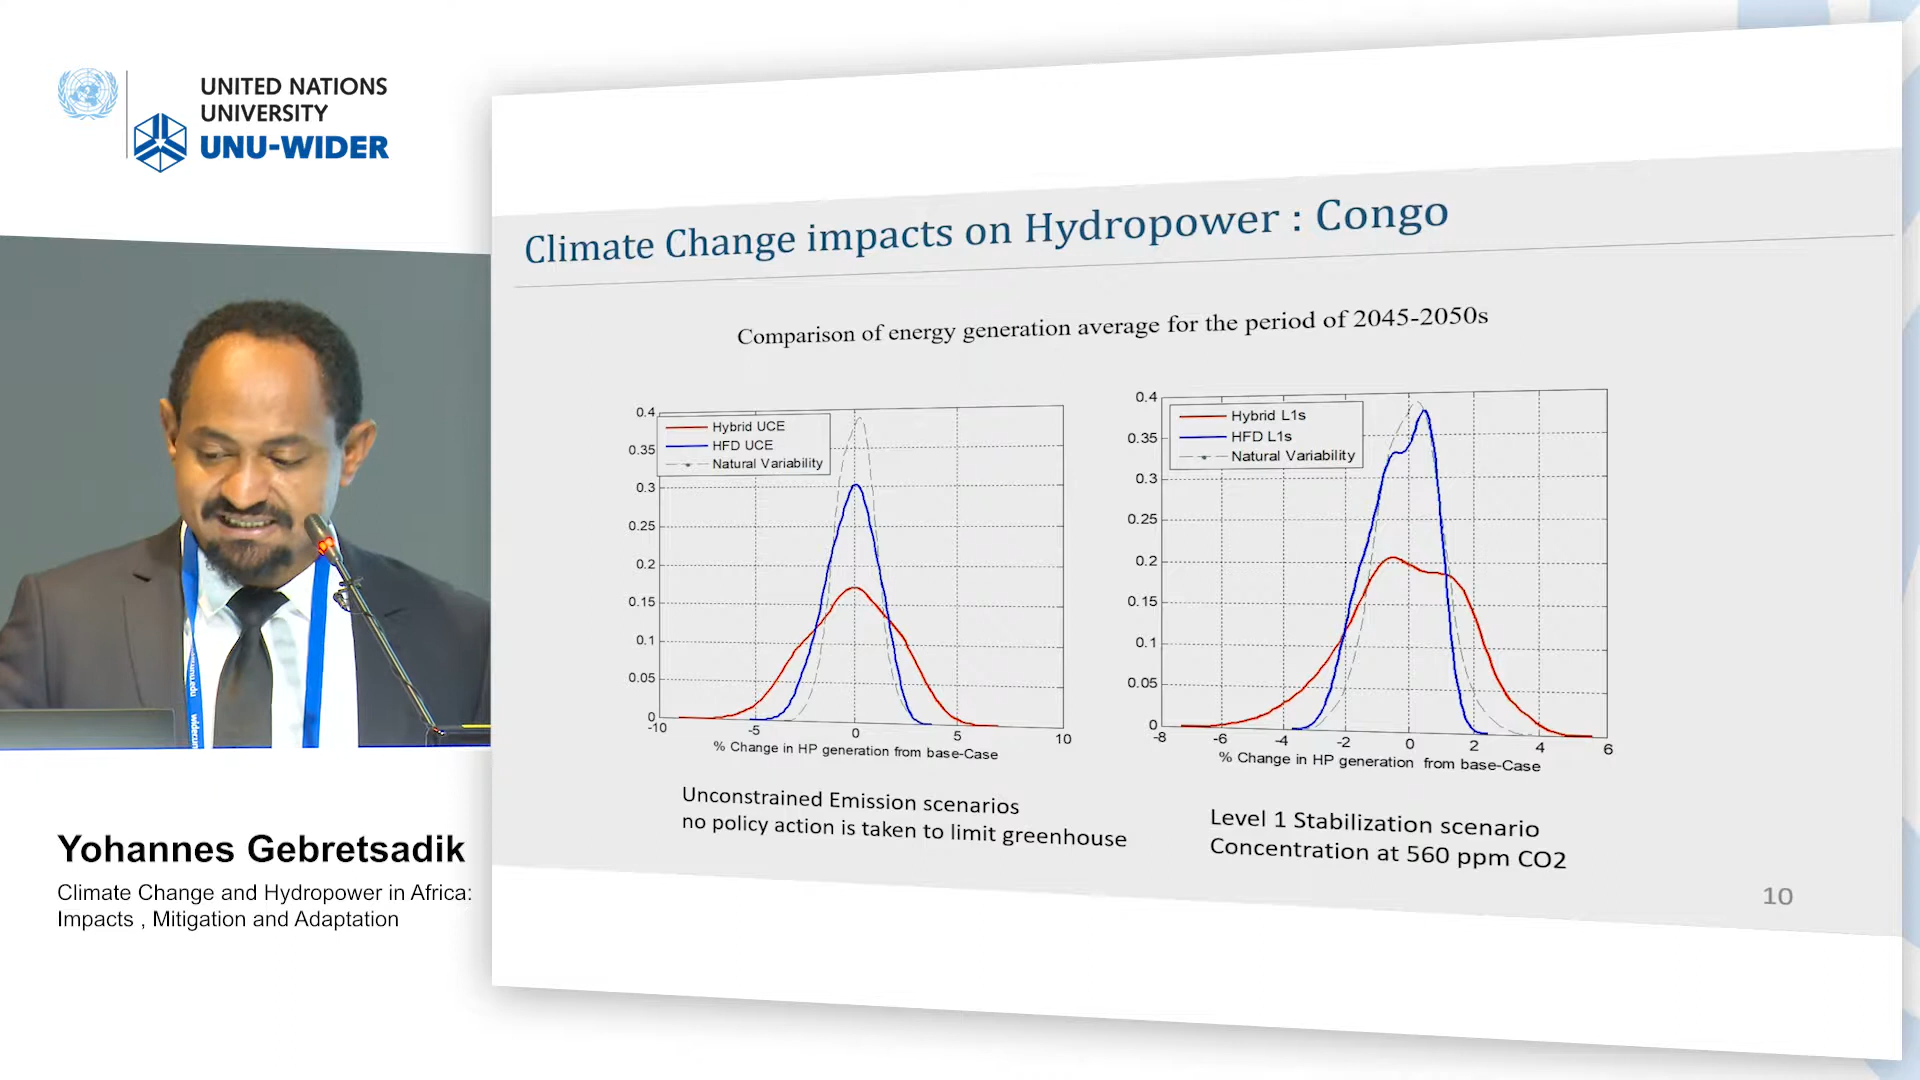 UNITED NATIONS
UNIVERSITY
UNU-WIDER
Climate Change impacts on Hydropower : Congo
Comparison of energy generation average for the period of 2045-2050s
0.4
0.35
0.3
0.25
0.2
0.15
0.1
0.05
0
-10
-5
0
5
10
Hybrid UCE
HFD UCE
Natural Variability
% Change in HP generation from base-Case
Unconstrained Emission scenarios
no policy action is taken to limit greenhouse
0.4
0.35
0.3
0.25
0.2
0.15
0.1
0.05
0
-8
-6
-4
-2
0
2
4
6
Hybrid L1s
HFD L1s
Natural Variability
% Change in HP generation from base-Case
Level 1 Stabilization scenario
Concentration at 560 ppm CO2
10
Yohannes Gebretsadik
Climate Change and Hydropower in Africa:
Impacts , Mitigation and Adaptation